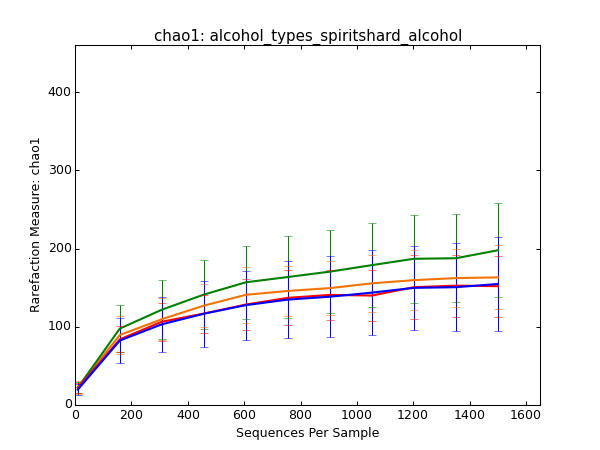 chao1: alcohol_types_spiritshard_alcohol
Rarefaction Measure: chao1
400
300
200
100
0
0 200 400 600 800 1000 1200 1400 1600
Sequences Per Sample